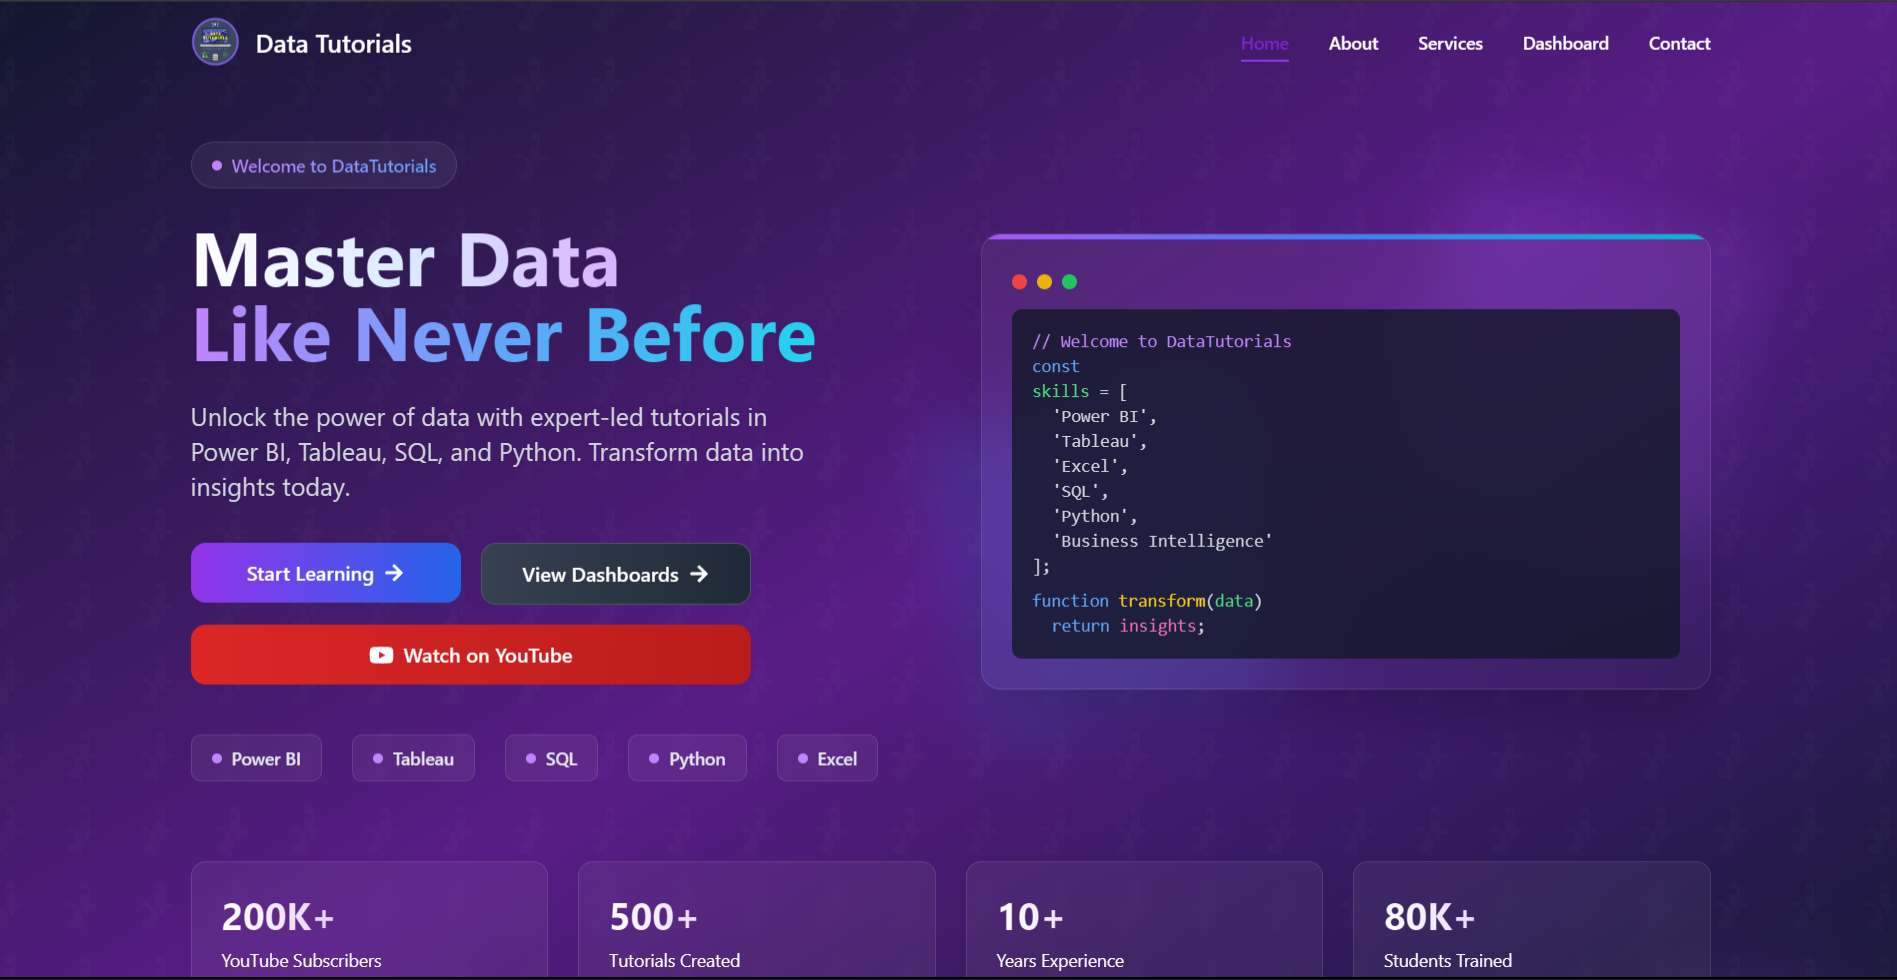 Data Tutorials
Home
About
Services
Dashboard
Contact
Welcome to DataTutorials
Master Data
Like Never Before
Unlock the power of data with expert-led tutorials in
Power BI, Tableau, SQL, and Python. Transform data into
insights today.
Start Learning →
View Dashboards →
Watch on YouTube
Power BI
Tableau
SQL
Python
Excel
// Welcome to DataTutorials
const
skills = [
'Power BI',
'Tableau',
'Excel',
'SQL',
'Python',
'Business Intelligence'
];
function transform(data)
return insights;
200K+
YouTube Subscribers
500+
Tutorials Created
10+
Years Experience
80K+
Students Trained